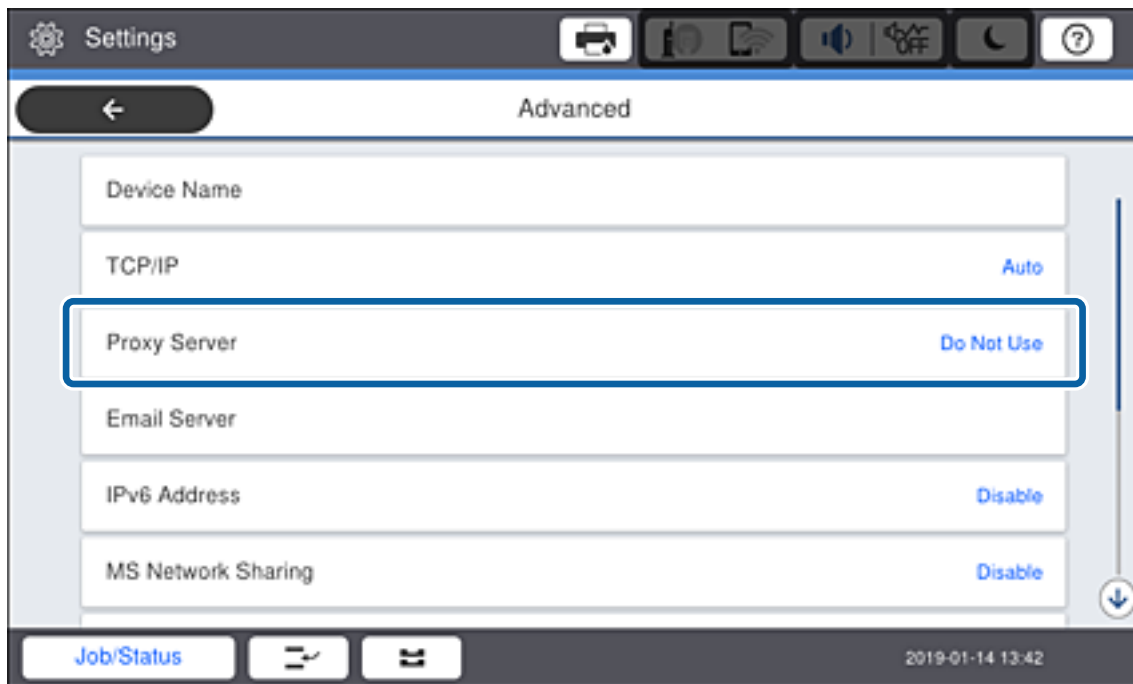 Settings
OFF
?
Advanced
Device Name
TCP/IP Auto
Proxy Server Do Not Use
Email Server
IPv6 Address Disable
MS Network Sharing Disable
Job/Status 2019-01-14 13:42